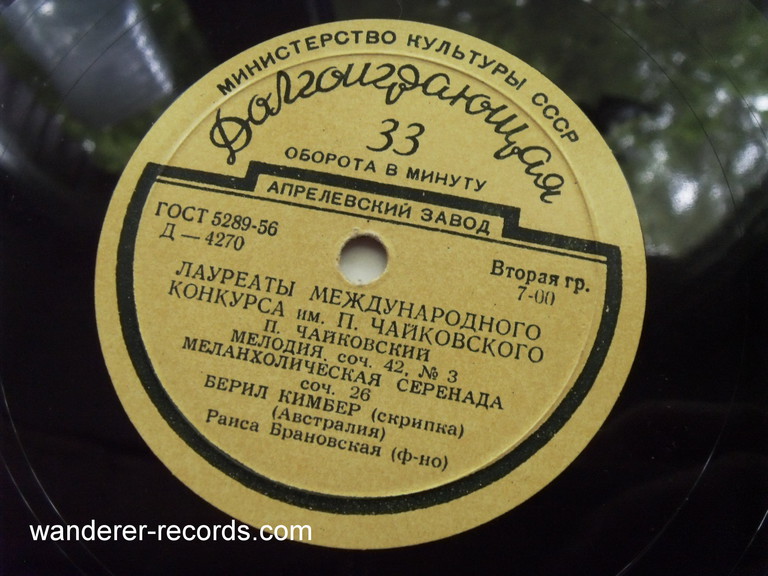 МИНИСТЕРСТВО КУЛЬТУРЫ СССР
Долгоиграющая
33
ОБОРОТА В МИНУТУ
АПРЕЛЕВСКИЙ ЗАВОД
ГОСТ 5289-56
Д — 4270
Вторая гр.
7-00
ЛАУРЕАТЫ МЕЖДУНАРОДНОГО
КОНКУРСА им. П. ЧАЙКОВСКОГО
П. ЧАЙКОВСКИЙ
МЕЛОДИЯ, соч. 42, № 3
МЕЛАНХОЛИЧЕСКАЯ СЕРЕНАДА
соч. 26
БЕРИЛ КИМБЕР (скрипка)
(Австралия)
Раиса Брановская (ф-но)
wanderer-records.com